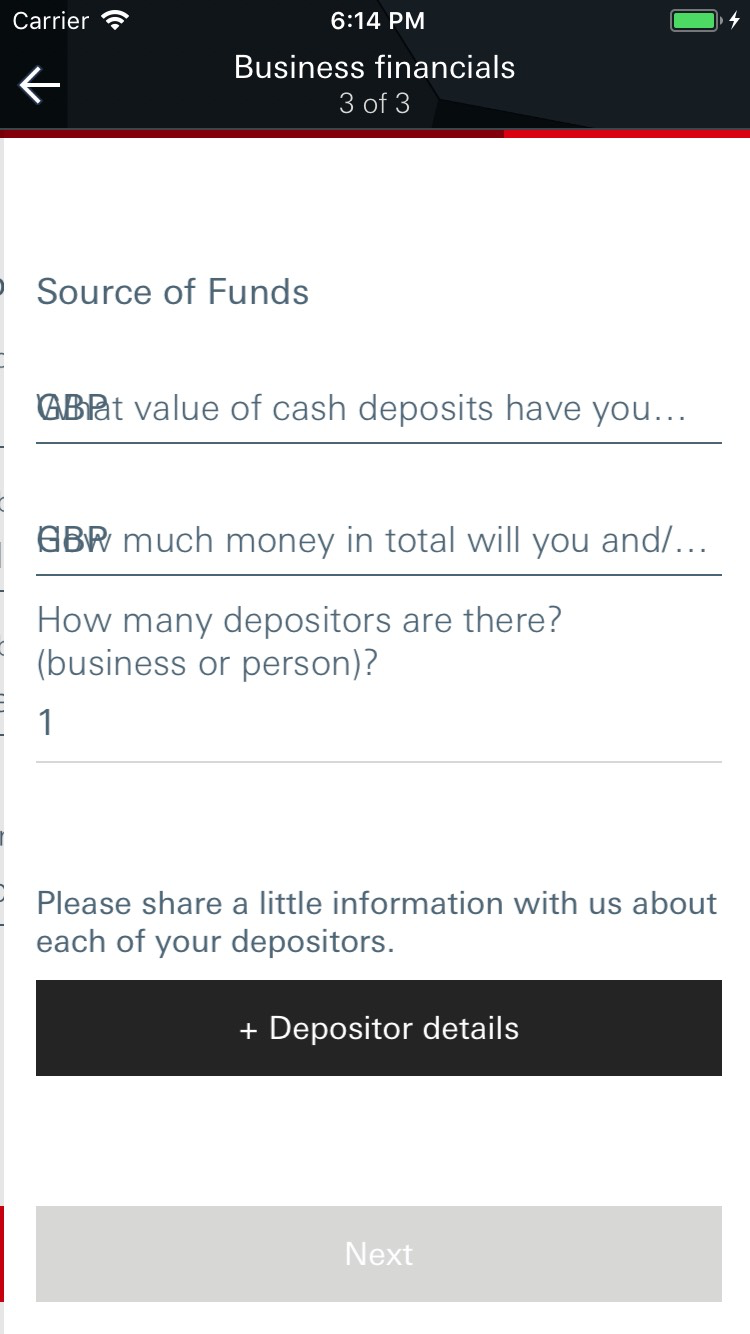 Carrier 6:14 PM
Business financials
3 of 3
Source of Funds
GBP What value of cash deposits have you…
GBP How much money in total will you and/…
How many depositors are there?
(business or person)?
1
Please share a little information with us about
each of your depositors.
+ Depositor details
Next